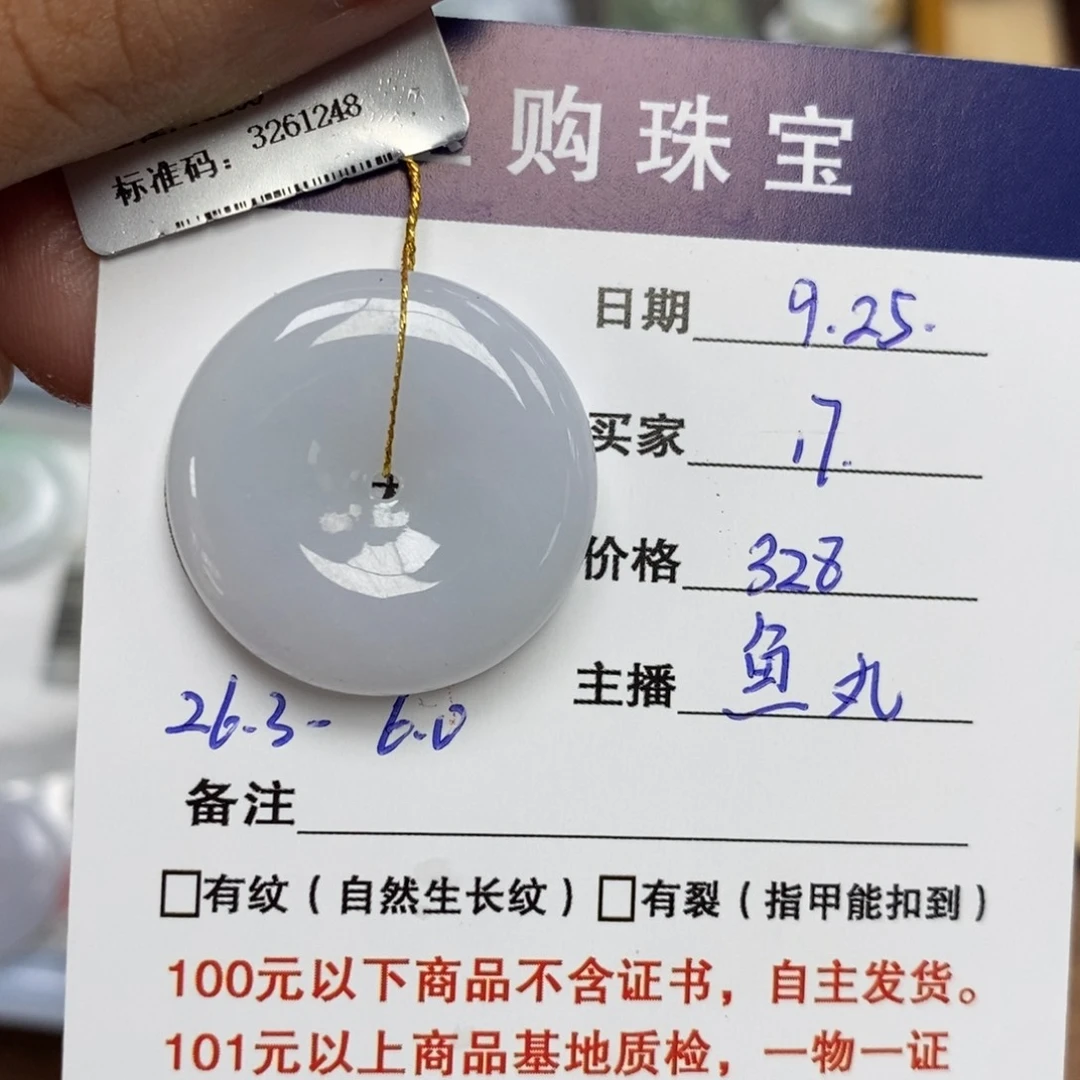 标准码：3261248
购珠宝
日期 9.25.
买家 17.
价格 328
主播 鱼丸
26.3- 6.0
备注
□有纹（自然生长纹）□有裂（指甲能扣到）
100元以下商品不含证书，自主发货。
101元以上商品基地质检，一物一证